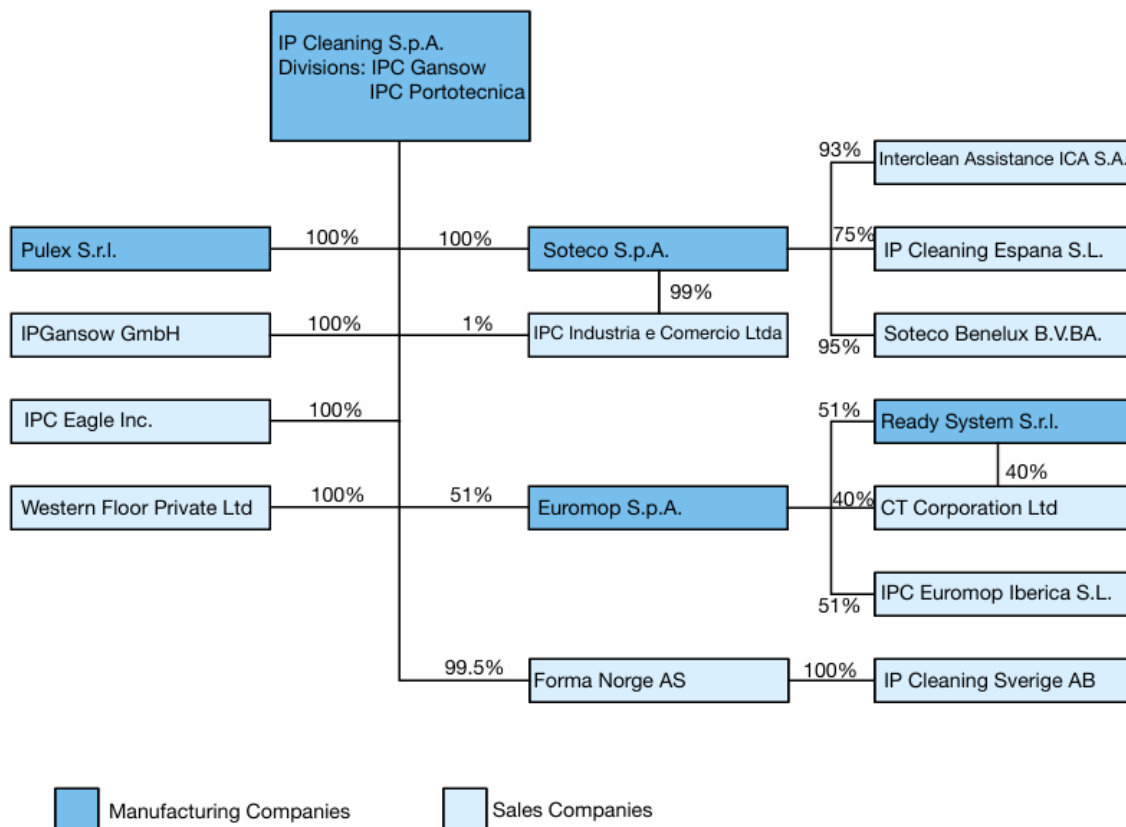 IP Cleaning S.p.A.
Divisions: IPC Gansow
IPC Portotecnica
93%
Interclean Assistance ICA S.A.
Pulex S.r.l.
100%
100%
Soteco S.p.A.
75%
IP Cleaning Espana S.L.
99%
IPGansow GmbH
100%
1%
IPC Industria e Comercio Ltda
95%
Soteco Benelux B.V.BA.
IPC Eagle Inc.
100%
51%
Ready System S.r.l.
40%
Western Floor Private Ltd
100%
51%
Euromop S.p.A.
40%
CT Corporation Ltd
51%
IPC Euromop Iberica S.L.
99.5%
Forma Norge AS
100%
IP Cleaning Sverige AB
Manufacturing Companies
Sales Companies